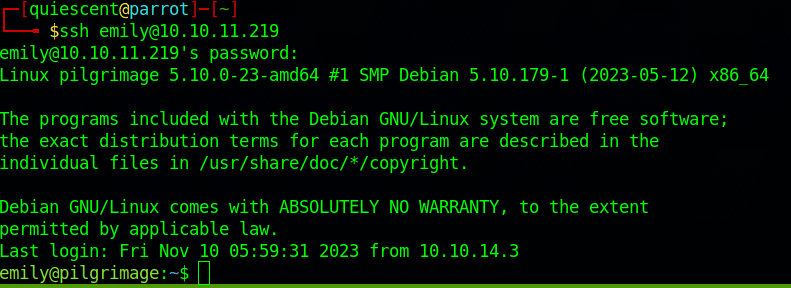 ┌─[quiescent@parrot]─[~]
└──╼ $ssh emily@10.10.11.219
emily@10.10.11.219's password:
Linux pilgrimage 5.10.0-23-amd64 #1 SMP Debian 5.10.179-1 (2023-05-12) x86_64

The programs included with the Debian GNU/Linux system are free software;
the exact distribution terms for each program are described in the
individual files in /usr/share/doc/*/copyright.

Debian GNU/Linux comes with ABSOLUTELY NO WARRANTY, to the extent
permitted by applicable law.
Last login: Fri Nov 10 05:59:31 2023 from 10.10.14.3
emily@pilgrimage:~$